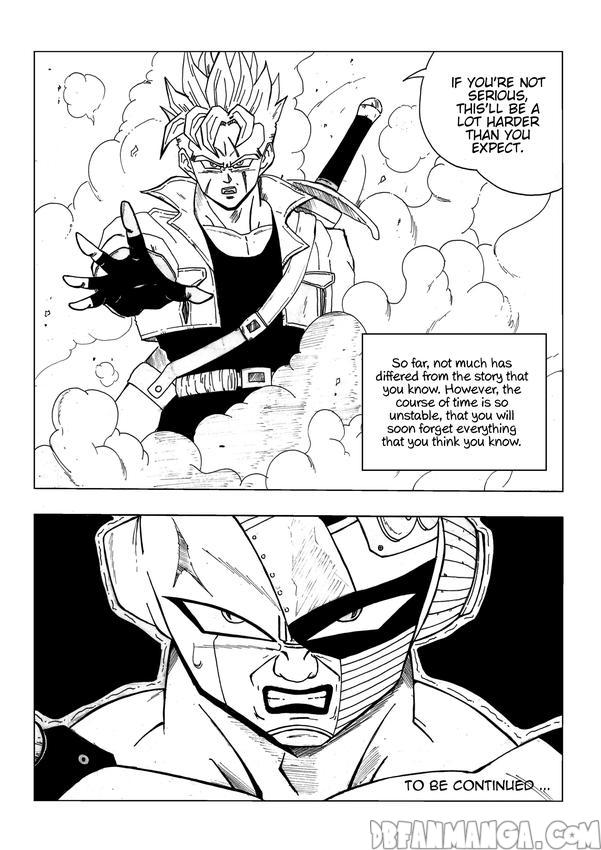 IF YOU'RE NOT
SERIOUS,
THIS'LL BE A
LOT HARDER
THAN YOU
EXPECT.
So far, not much has
differed from the story that
you know. However, the
course of time is so
unstable, that you will
soon forget everything
that you think you know.
TO BE CONTINUED ...
DBFANMANGA.COM